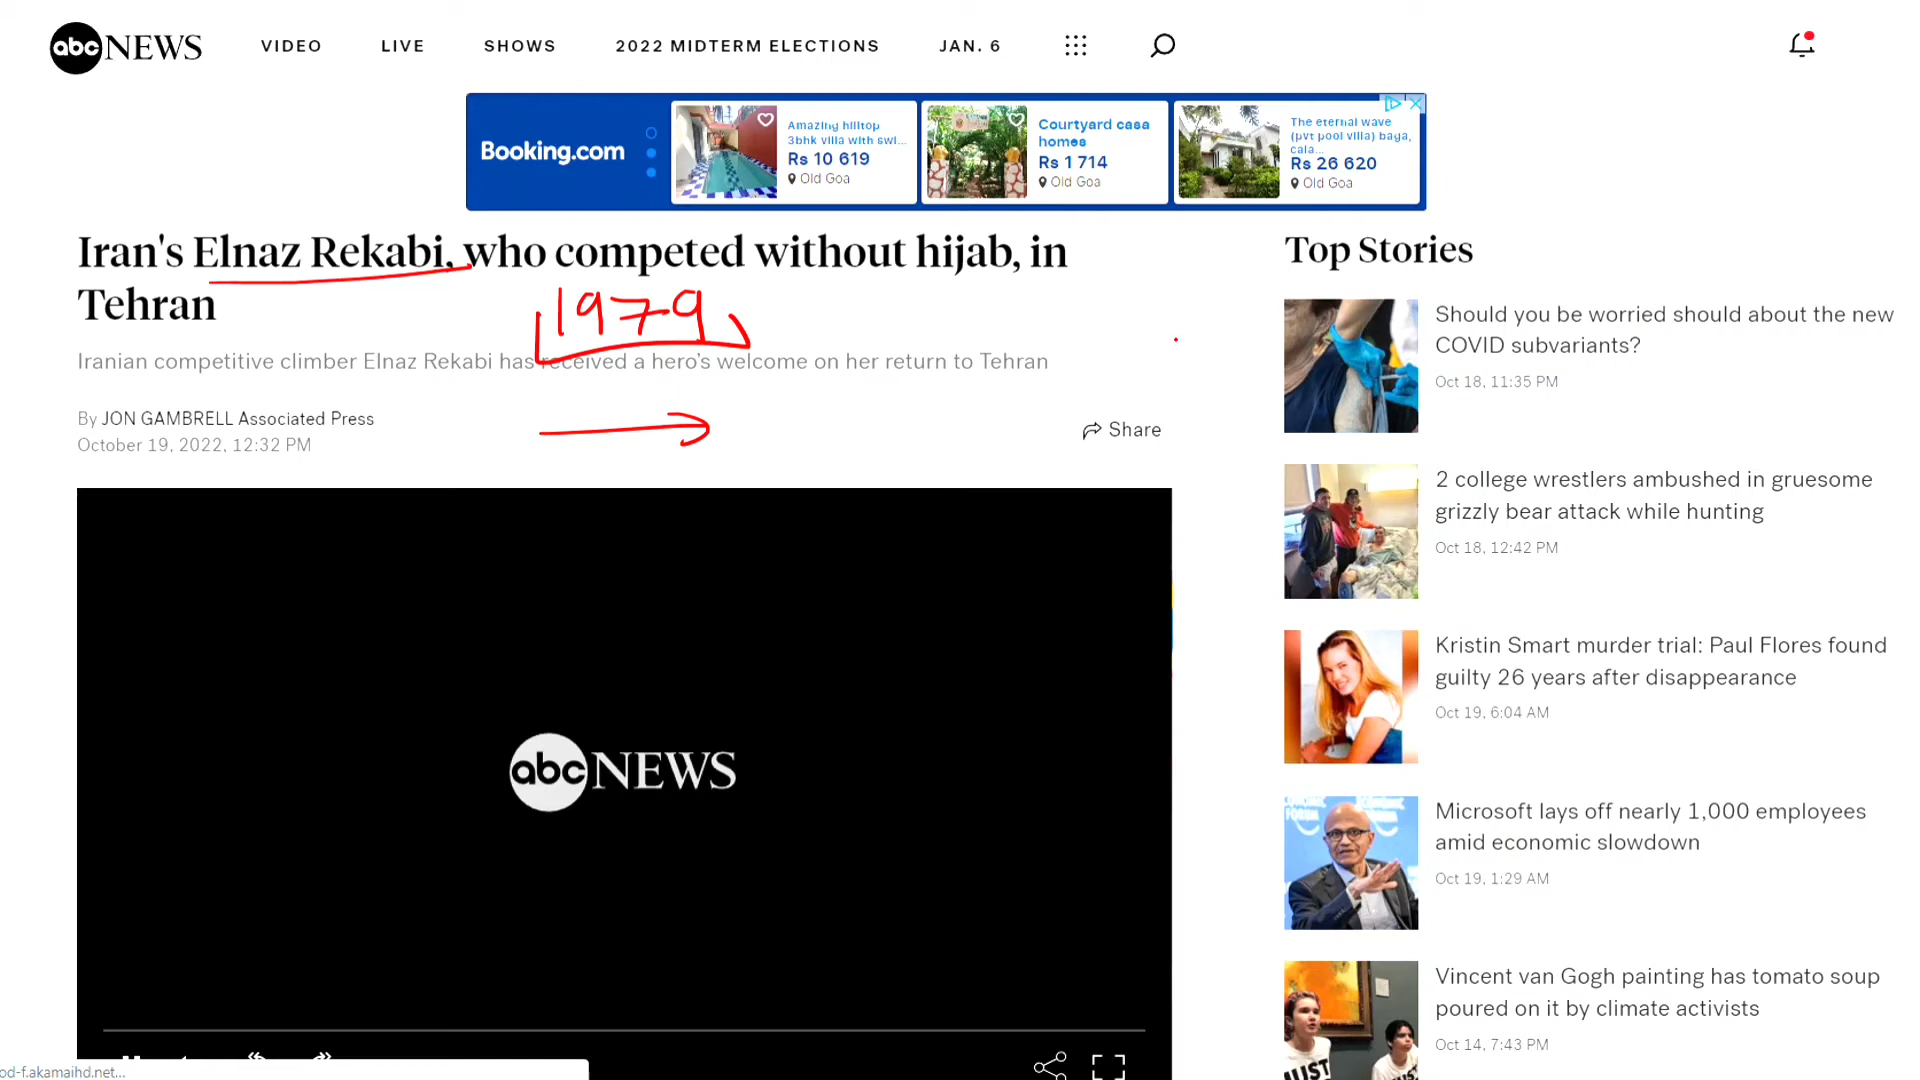 abc NEWS
VIDEO
LIVE
SHOWS
2022 MIDTERM ELECTIONS
JAN. 6
Booking.com
Amazing hilltop
3bhk villa with swi...
Rs 10 619
Old Goa
Courtyard casa
homes
Rs 1 714
Old Goa
The eternal wave
(pvt pool villa) baga,
cala...
Rs 26 620
Old Goa
Iran's Elnaz Rekabi, who competed without hijab, in
Tehran
1979
Iranian competitive climber Elnaz Rekabi has received a hero's welcome on her return to Tehran
By JON GAMBRELL Associated Press
October 19, 2022, 12:32 PM
Share
abc NEWS
od-f.akamaihd.net...
Top Stories
Should you be worried should about the new
COVID subvariants?
Oct 18, 11:35 PM
2 college wrestlers ambushed in gruesome
grizzly bear attack while hunting
Oct 18, 12:42 PM
Kristin Smart murder trial: Paul Flores found
guilty 26 years after disappearance
Oct 19, 6:04 AM
Microsoft lays off nearly 1,000 employees
amid economic slowdown
Oct 19, 1:29 AM
Vincent van Gogh painting has tomato soup
poured on it by climate activists
Oct 14, 7:43 PM